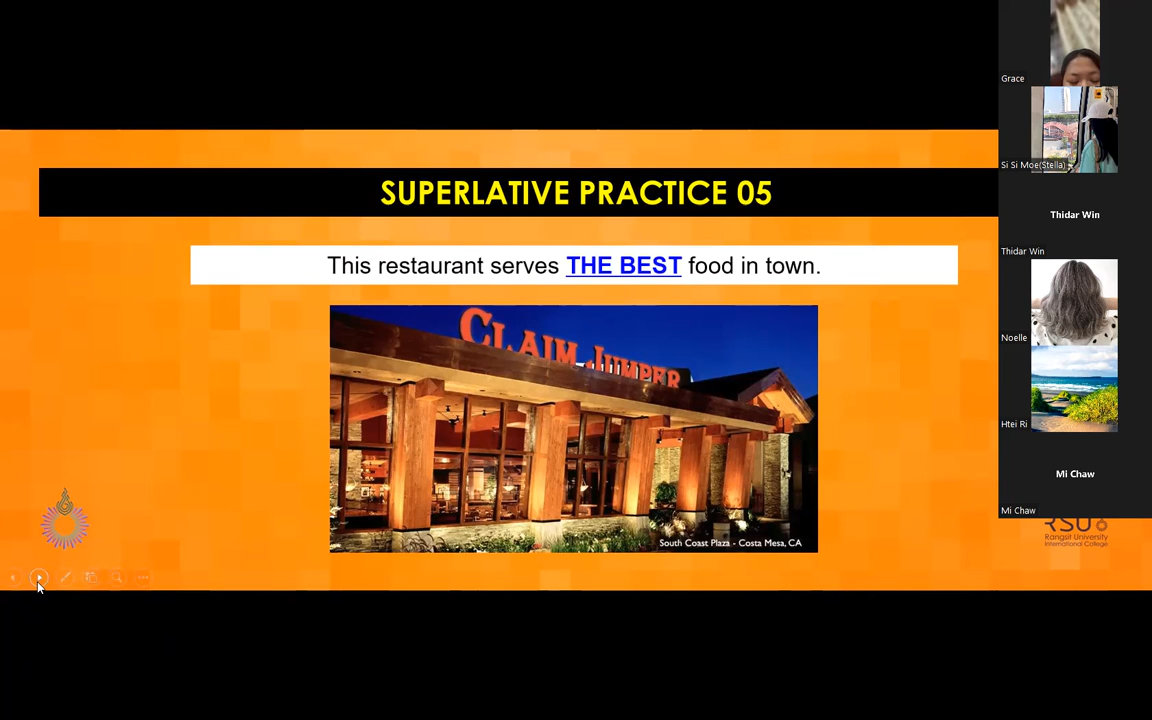 SUPERLATIVE PRACTICE 05
This restaurant serves THE BEST food in town.
CLAIM JUMPER
South Coast Plaza - Costa Mesa, CA
Grace
Si Si Moe(Stella)
Thidar Win
Thidar Win
Noelle
Htei Ri
Mi Chaw
Mi Chaw
RSU
Rangsit University
International College